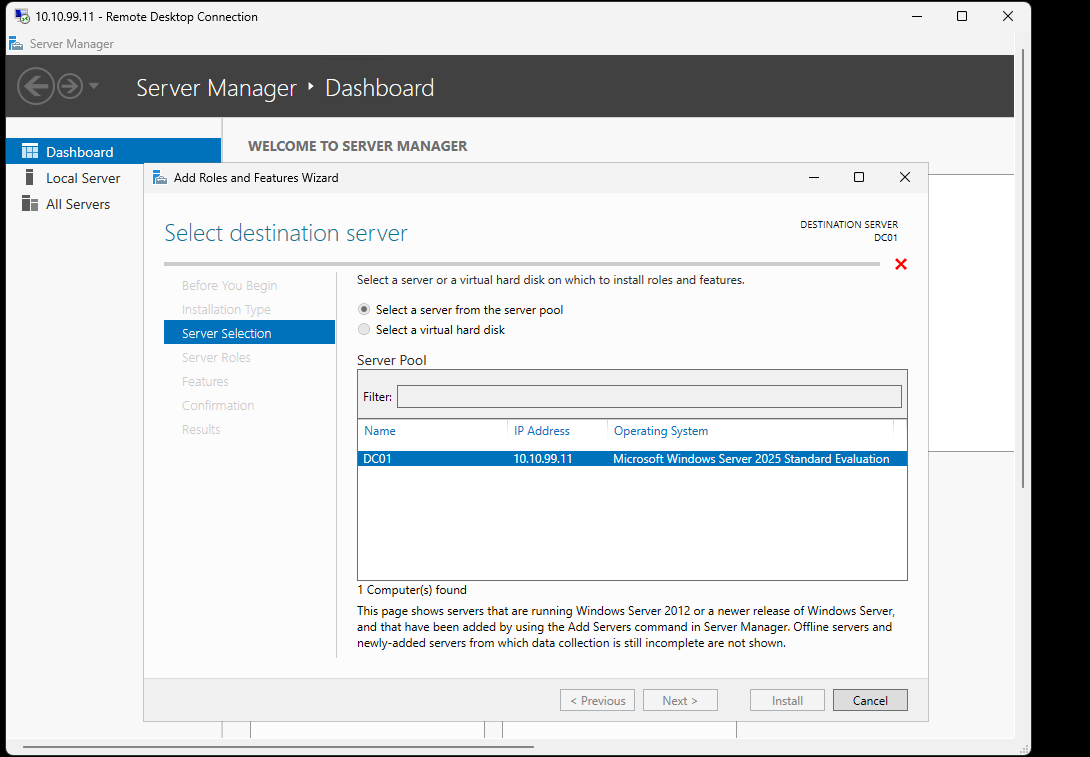 10.10.99.11 - Remote Desktop Connection
Server Manager
Server Manager ‣ Dashboard
Dashboard
Local Server
All Servers
WELCOME TO SERVER MANAGER
Add Roles and Features Wizard
Select destination server
DESTINATION SERVER
DC01
Before You Begin
Installation Type
Server Selection
Server Roles
Features
Confirmation
Results
Select a server or a virtual hard disk on which to install roles and features.
Select a server from the server pool
Select a virtual hard disk
Server Pool
Filter:
Name IP Address Operating System
DC01 10.10.99.11 Microsoft Windows Server 2025 Standard Evaluation
1 Computer(s) found
This page shows servers that are running Windows Server 2012 or a newer release of Windows Server,
and that have been added by using the Add Servers command in Server Manager. Offline servers and
newly-added servers from which data collection is still incomplete are not shown.
< Previous Next > Install Cancel